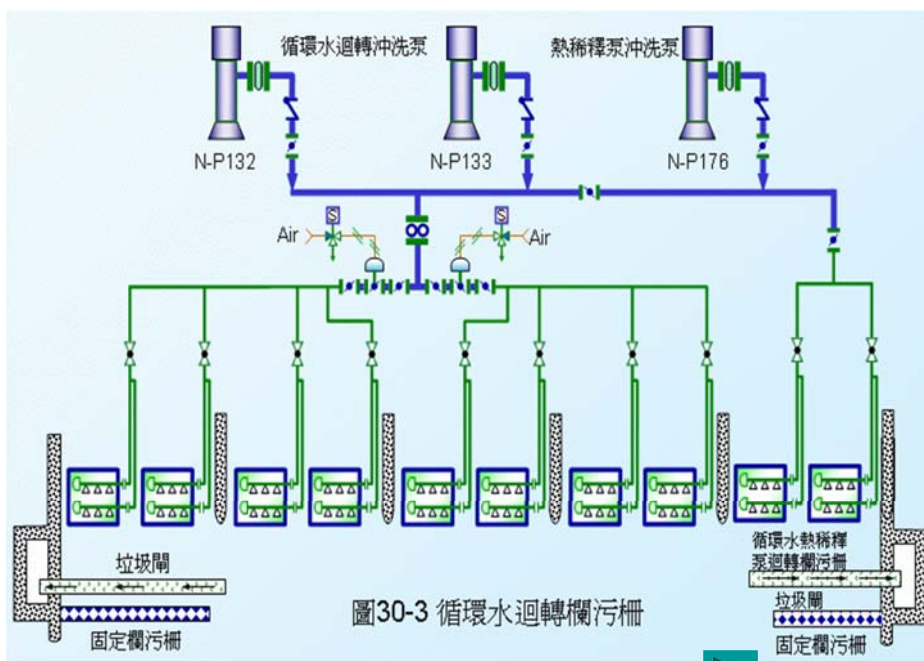 循環水迴轉沖洗泵
熱稀釋泵沖洗泵
N-P132
N-P133
N-P176
S
S
Air
Air
垃圾閘
固定欄污柵
圖30-3 循環水迴轉欄污柵
循環水熱稀釋
泵迴轉欄污柵
垃圾閘
固定欄污柵